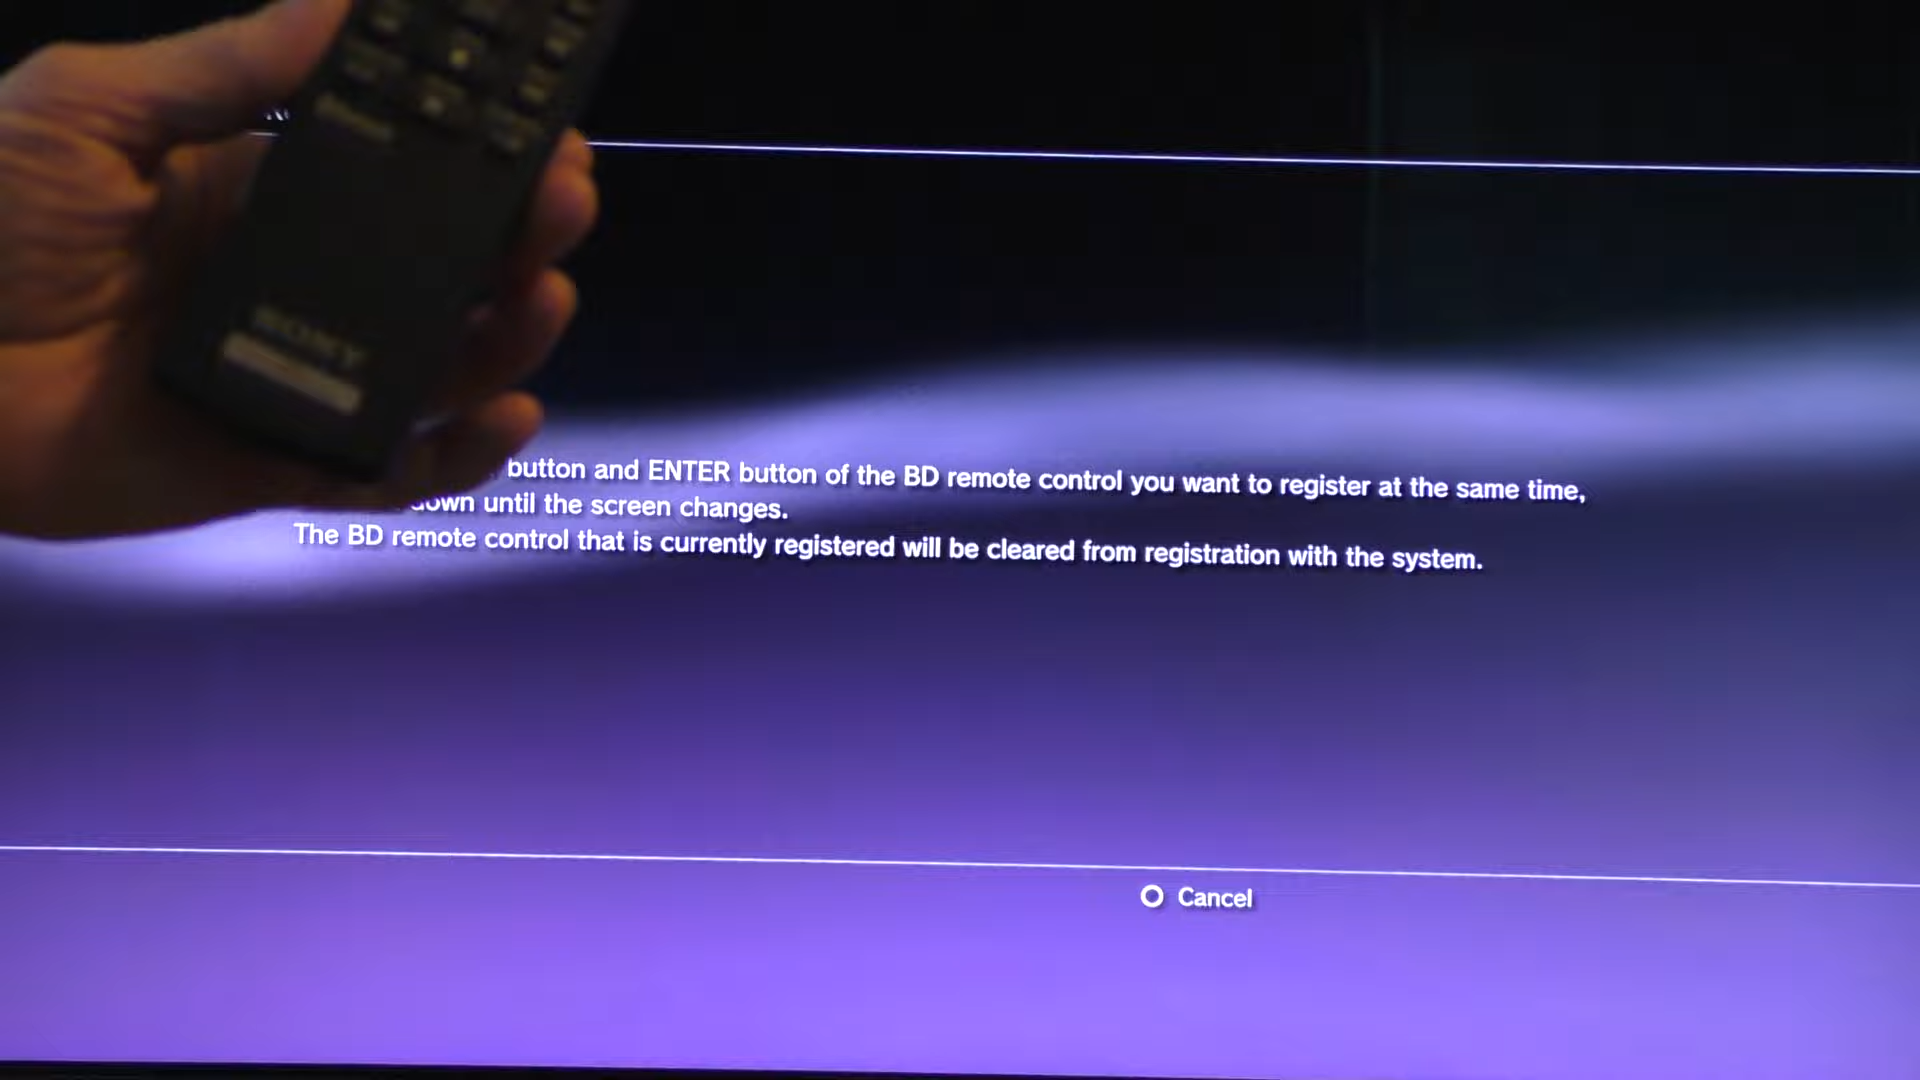 SONY
button and ENTER button of the BD remote control you want to register at the same time,
down until the screen changes.
The BD remote control that is currently registered will be cleared from registration with the system.
Cancel